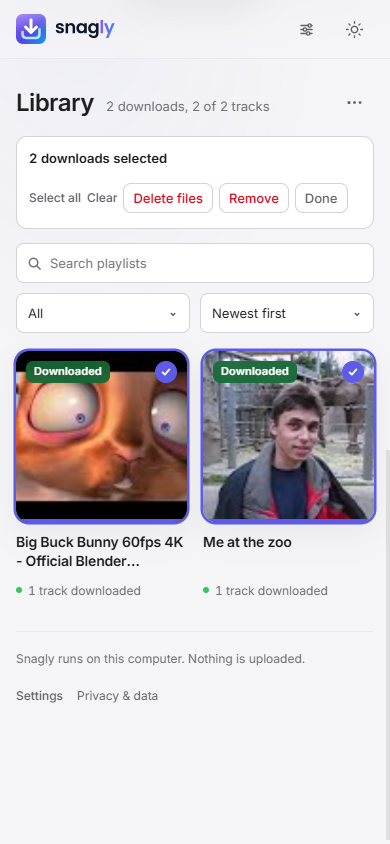 snagly
Library 2 downloads, 2 of 2 tracks
2 downloads selected
Select all Clear Delete files Remove Done
Search playlists
All Newest first
Downloaded Downloaded
Big Buck Bunny 60fps 4K
- Official Blender…
Me at the zoo
1 track downloaded 1 track downloaded
Snagly runs on this computer. Nothing is uploaded.
Settings Privacy & data